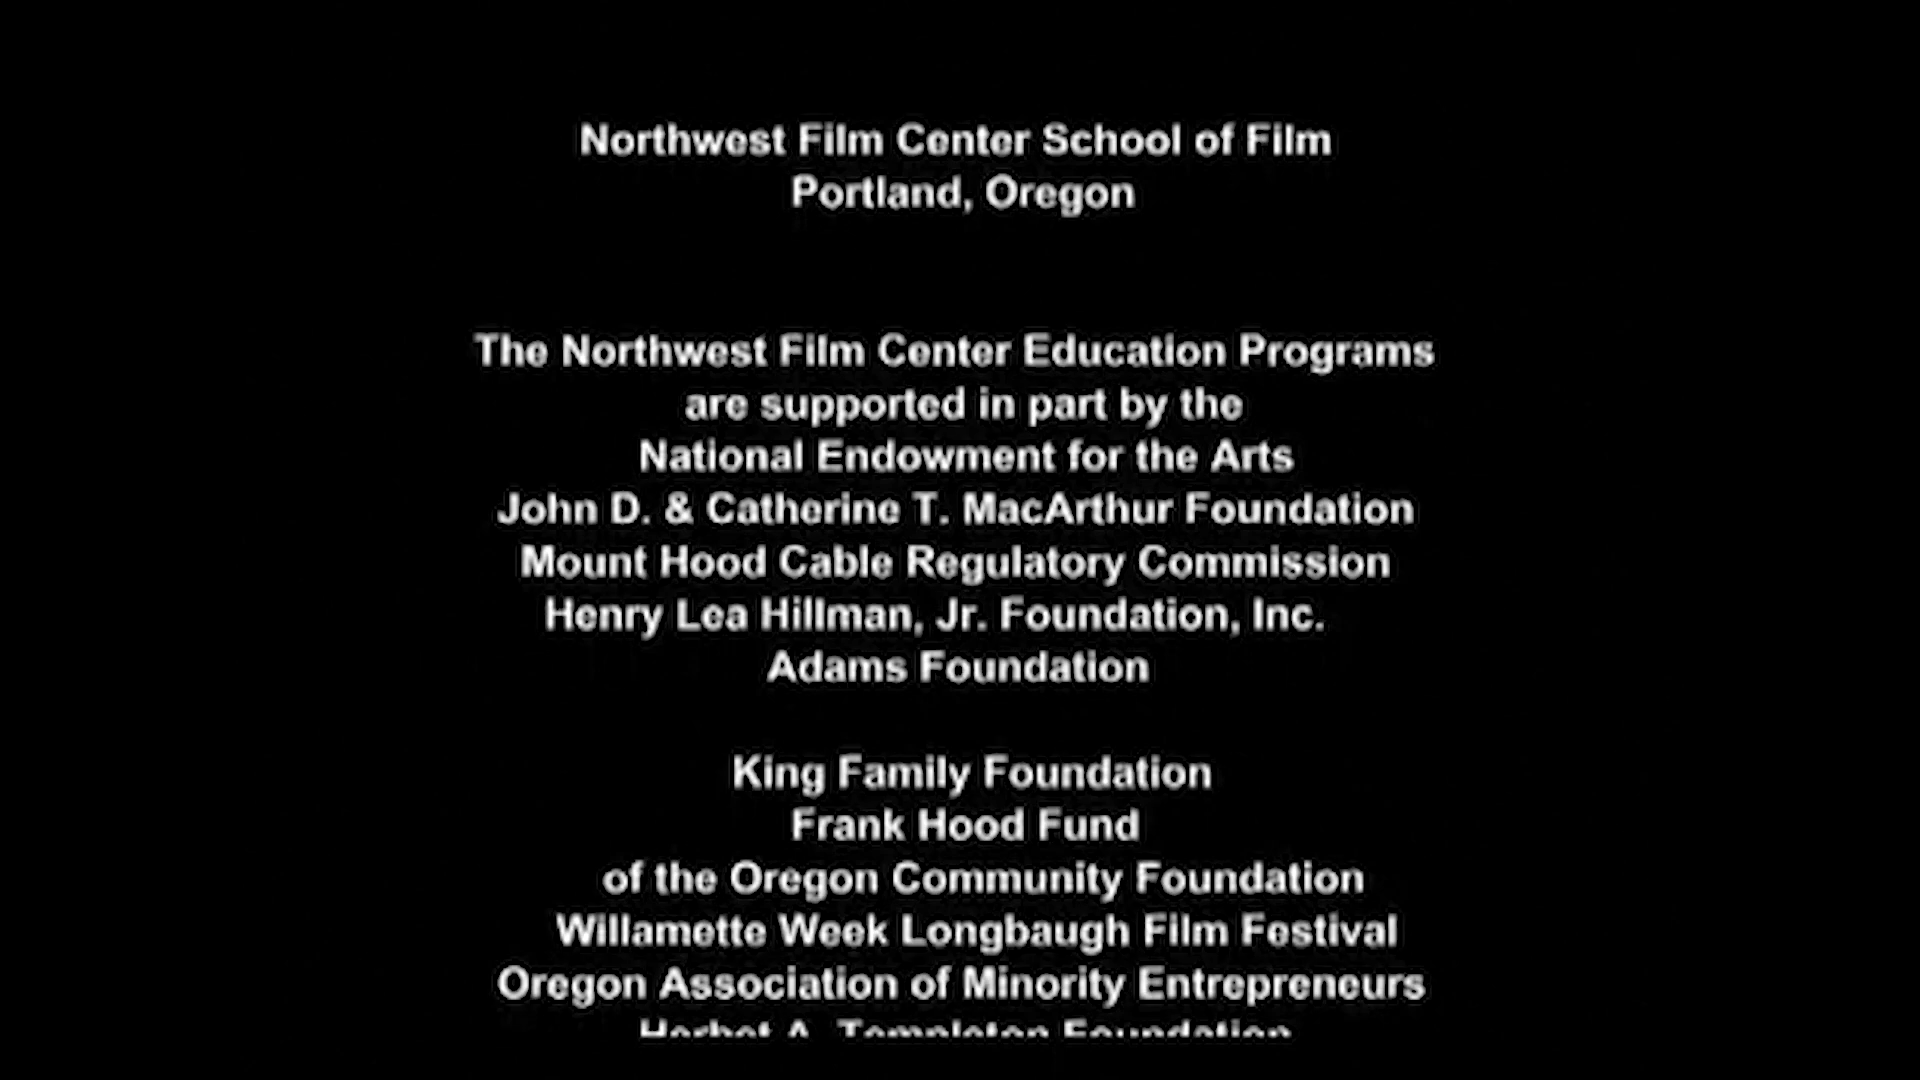 Northwest Film Center School of Film
Portland, Oregon
The Northwest Film Center Education Programs
are supported in part by the
National Endowment for the Arts
John D. & Catherine T. MacArthur Foundation
Mount Hood Cable Regulatory Commission
Henry Lea Hillman, Jr. Foundation, Inc.
Adams Foundation
King Family Foundation
Frank Hood Fund
of the Oregon Community Foundation
Willamette Week Longbaugh Film Festival
Oregon Association of Minority Entrepreneurs
A. Templeton Foundation